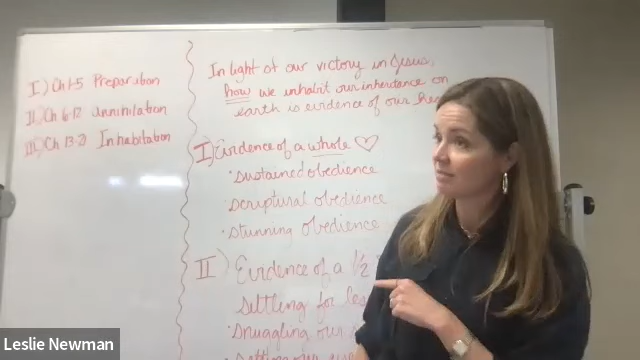 I) Ch 1-5 Preparation
II) Ch 6-12 Annihilation
III) Ch 13-21 Inhabitation
In light of our victory in Jesus,
how we inhabit our inheritance on
earth is evidence of our
I) Evidence of a whole ♡
• sustained obedience
• scriptural obedience
• stunning obedience
II) Evidence of a 1/2
settling for
• Snuggling our
Leslie Newman